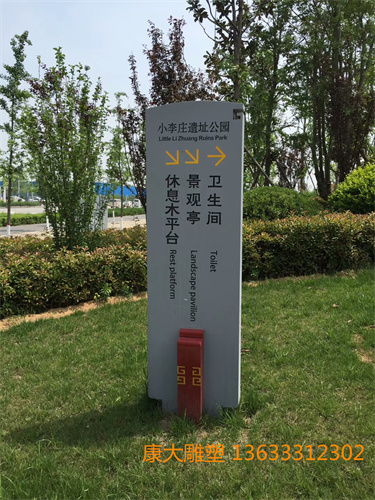 小李庄遗址公园
Little Li Zhuang Ruins Park
卫生间
Toilet
景观亭
Landscape pavilion
休息木平台
Rest platform
康大雕塑 13633312302